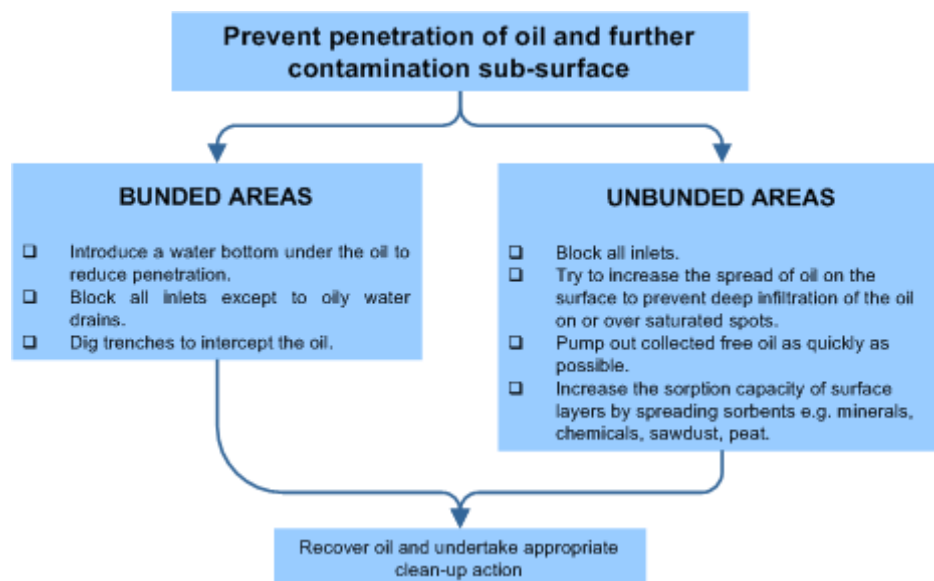 Prevent penetration of oil and further
contamination sub-surface
BUNDED AREAS
❑ Introduce a water bottom under the oil to
reduce penetration.
❑ Block all inlets except to oily water
drains.
❑ Dig trenches to intercept the oil.
UNBUNDED AREAS
❑ Block all inlets.
❑ Try to increase the spread of oil on the
surface to prevent deep infiltration of the oil
on or over saturated spots.
❑ Pump out collected free oil as quickly as
possible.
❑ Increase the sorption capacity of surface
layers by spreading sorbents e.g. minerals,
chemicals, sawdust, peat.
Recover oil and undertake appropriate
clean-up action